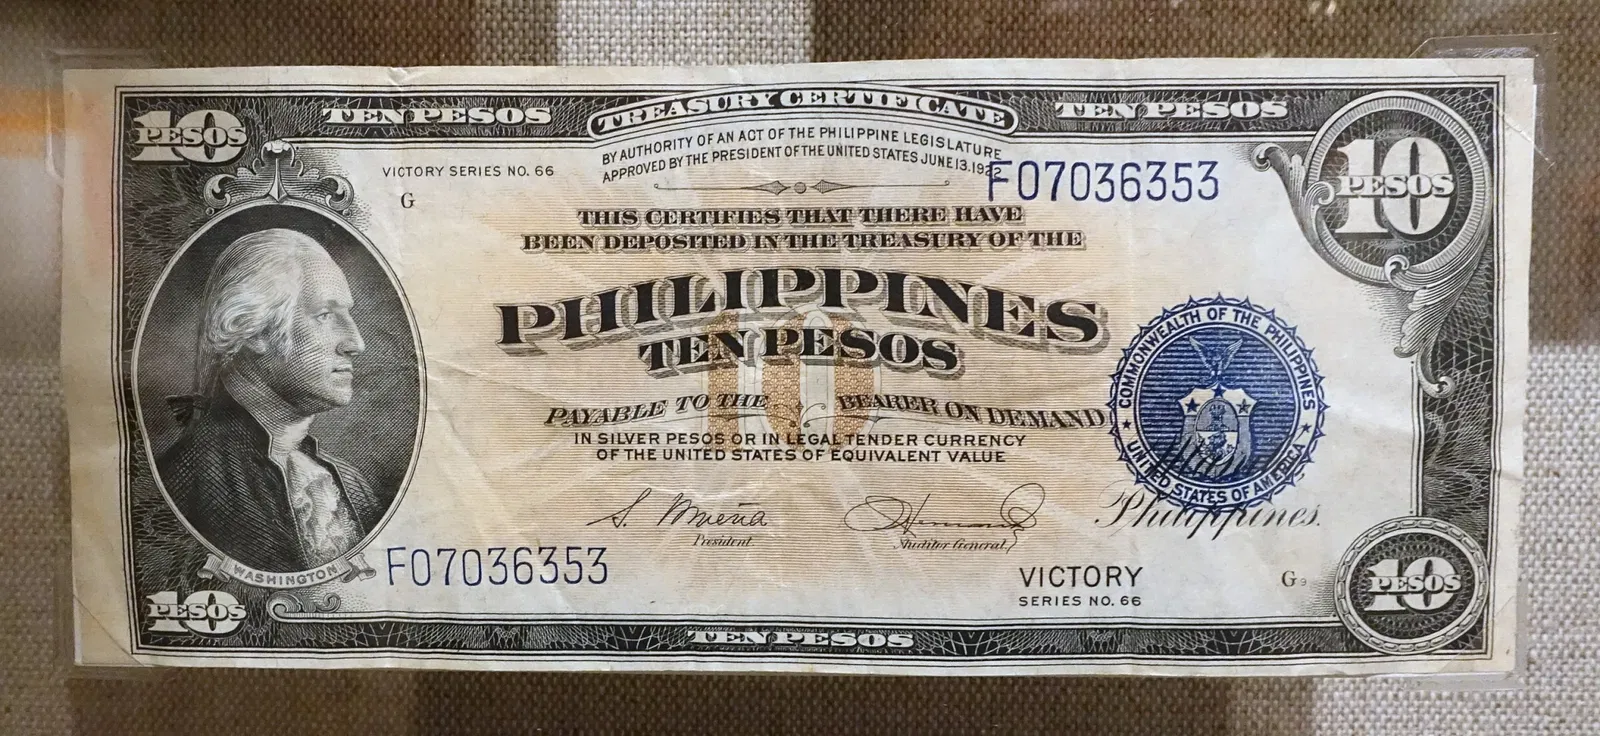 10 PESOS
TEN PESOS
TREASURY CERTIFICATE
TEN PESOS
10 PESOS
BY AUTHORITY OF AN ACT OF THE PHILIPPINE LEGISLATURE
APPROVED BY THE PRESIDENT OF THE UNITED STATES JUNE 13, 1922
VICTORY SERIES NO. 66
F07036353
G
THIS CERTIFIES THAT THERE HAVE
BEEN DEPOSITED IN THE TREASURY OF THE
PHILIPPINES
TEN PESOS
10
PAYABLE TO THE BEARER ON DEMAND
IN SILVER PESOS OR IN LEGAL TENDER CURRENCY
OF THE UNITED STATES OF EQUIVALENT VALUE
COMMONWEALTH OF THE PHILIPPINES
UNITED STATES OF AMERICA
S. Osmeña
President.
Auditor General.
Philippines.
WASHINGTON
F07036353
VICTORY
SERIES NO. 66
G9
10 PESOS
TEN PESOS
10 PESOS